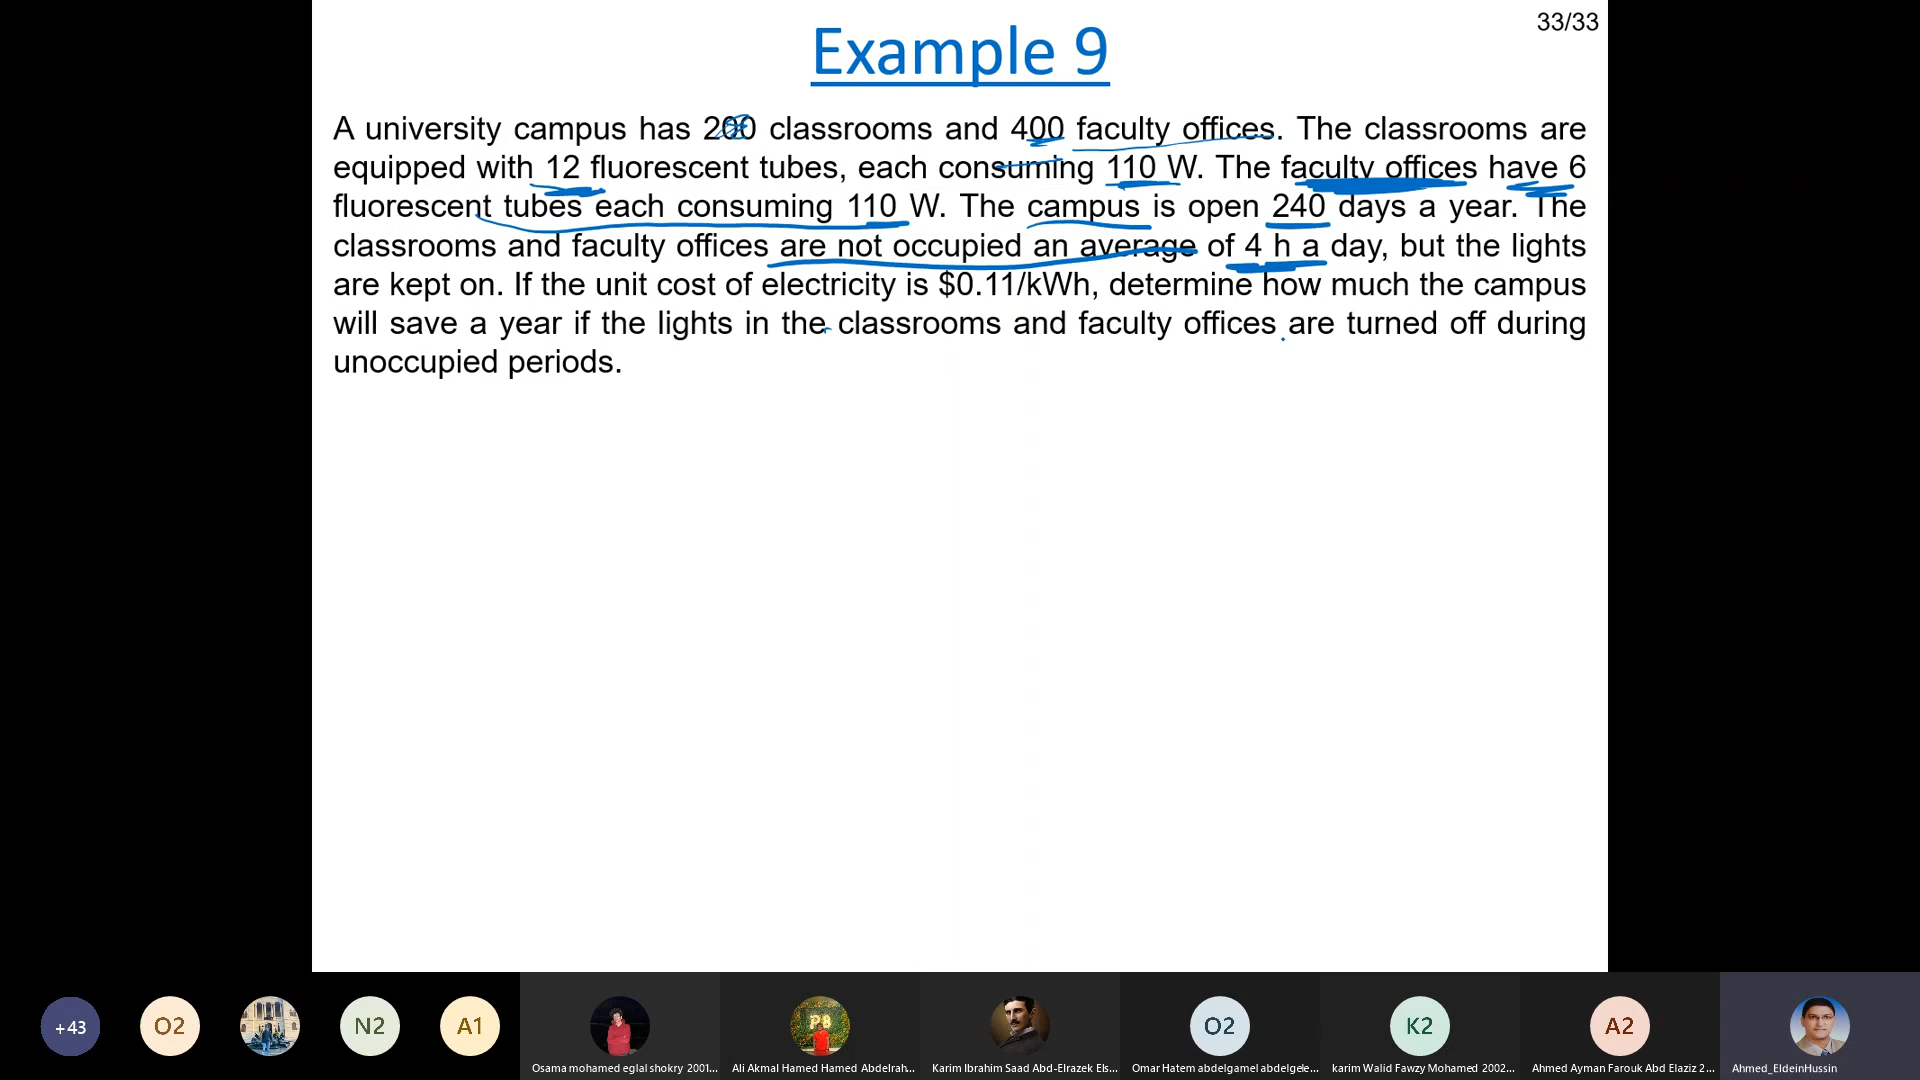 33/33
Example 9
A university campus has 200 classrooms and 400 faculty offices. The classrooms are
equipped with 12 fluorescent tubes, each consuming 110 W. The faculty offices have 6
fluorescent tubes each consuming 110 W. The campus is open 240 days a year. The
classrooms and faculty offices are not occupied an average of 4 h a day, but the lights
are kept on. If the unit cost of electricity is $0.11/kWh, determine how much the campus
will save a year if the lights in the classrooms and faculty offices are turned off during
unoccupied periods.
+43
O2
N2
A1
O2
K2
A2
Osama mohamed eglal shokry 2001...
Ali Akmal Hamed Hamed Abdelrah...
Karim Ibrahim Saad Abd-Elrazek Els...
Omar Hatem abdelgamel abdelgele...
karim Walid Fawzy Mohamed 2002...
Ahmed Ayman Farouk Abd Elaziz 2...
Ahmed_EldeinHussin